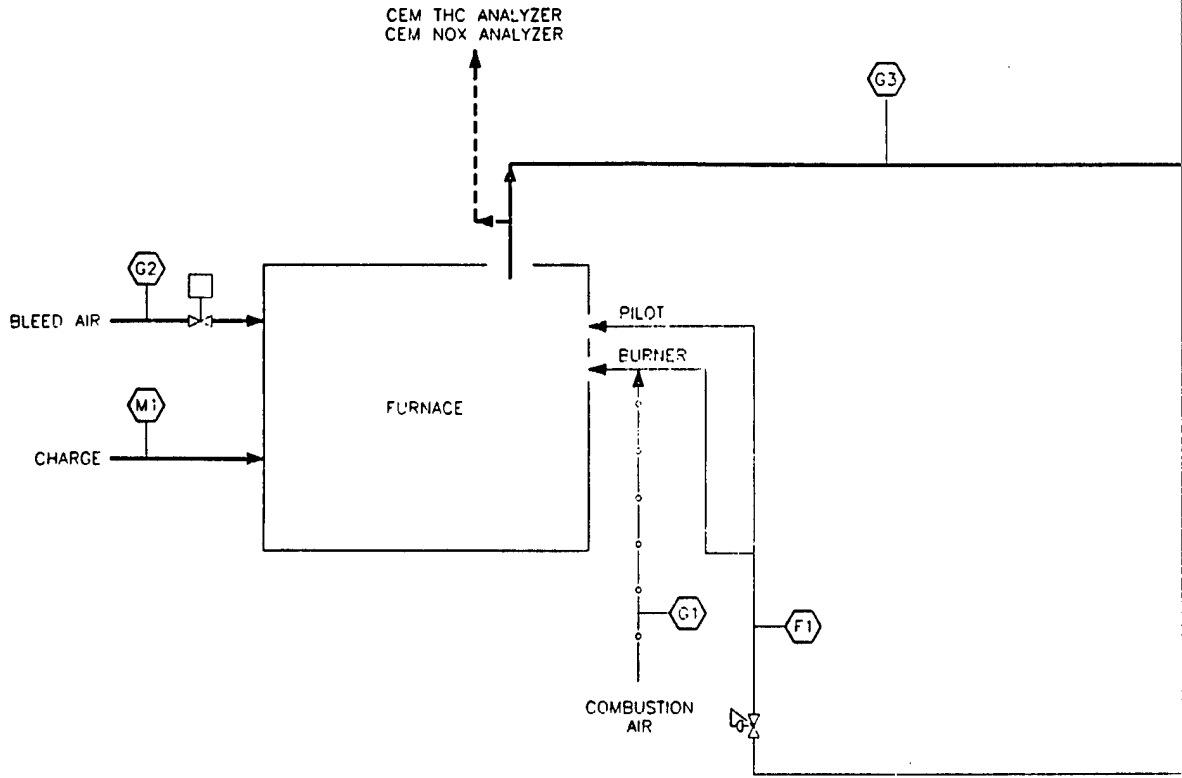 CEM THC ANALYZER
CEM NOX ANALYZER
G3
G2
BLEED AIR
PILOT
BURNER
M1
FURNACE
CHARGE
G1
F1
COMBUSTION
AIR